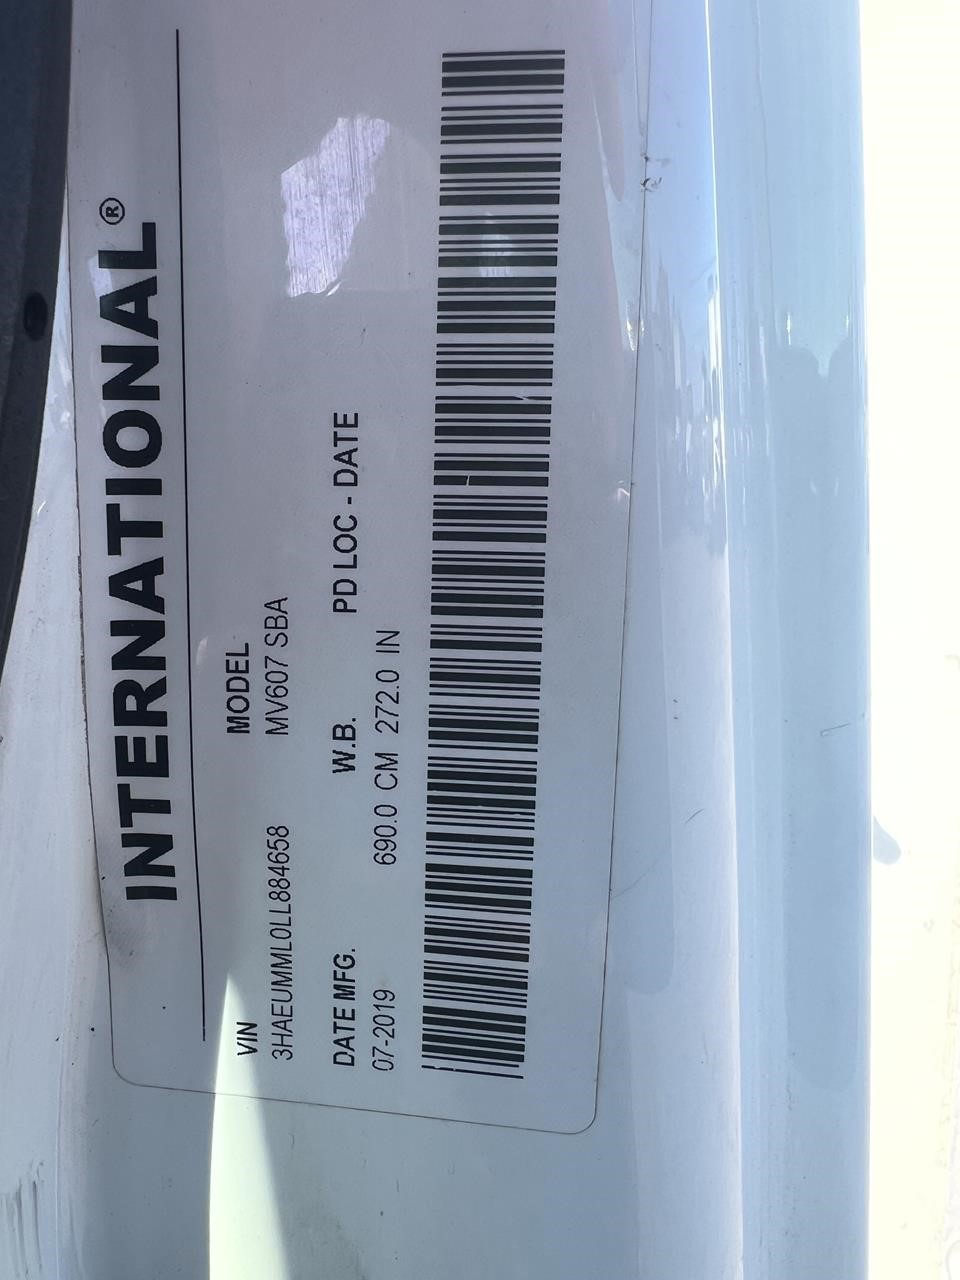 INTERNATIONAL®
VIN MODEL
3HAEUMML0LL884658 MV607 SBA
DATE MFG. W.B. PD LOC - DATE
07-2019 690.0 CM 272.0 IN